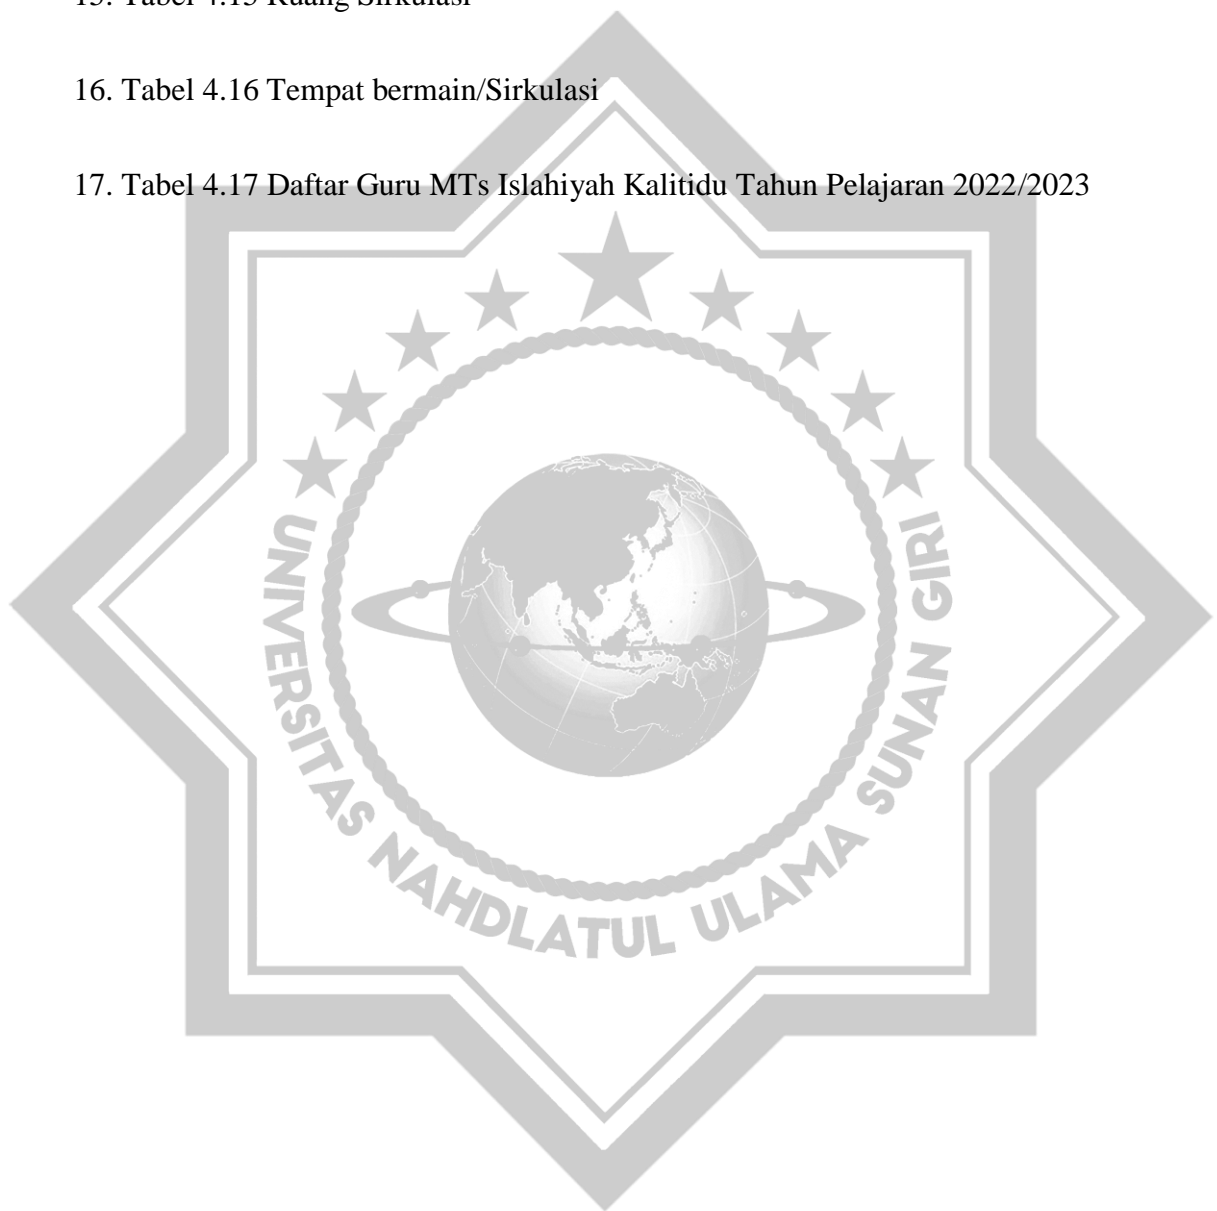 15. Tabel 4.15 Ruang Sirkulasi
16. Tabel 4.16 Tempat bermain/Sirkulasi
17. Tabel 4.17 Daftar Guru MTs Islahiyah Kalitidu Tahun Pelajaran 2022/2023
UNIVERSITAS NAHDLATUL ULAMA SUNAN GIRI